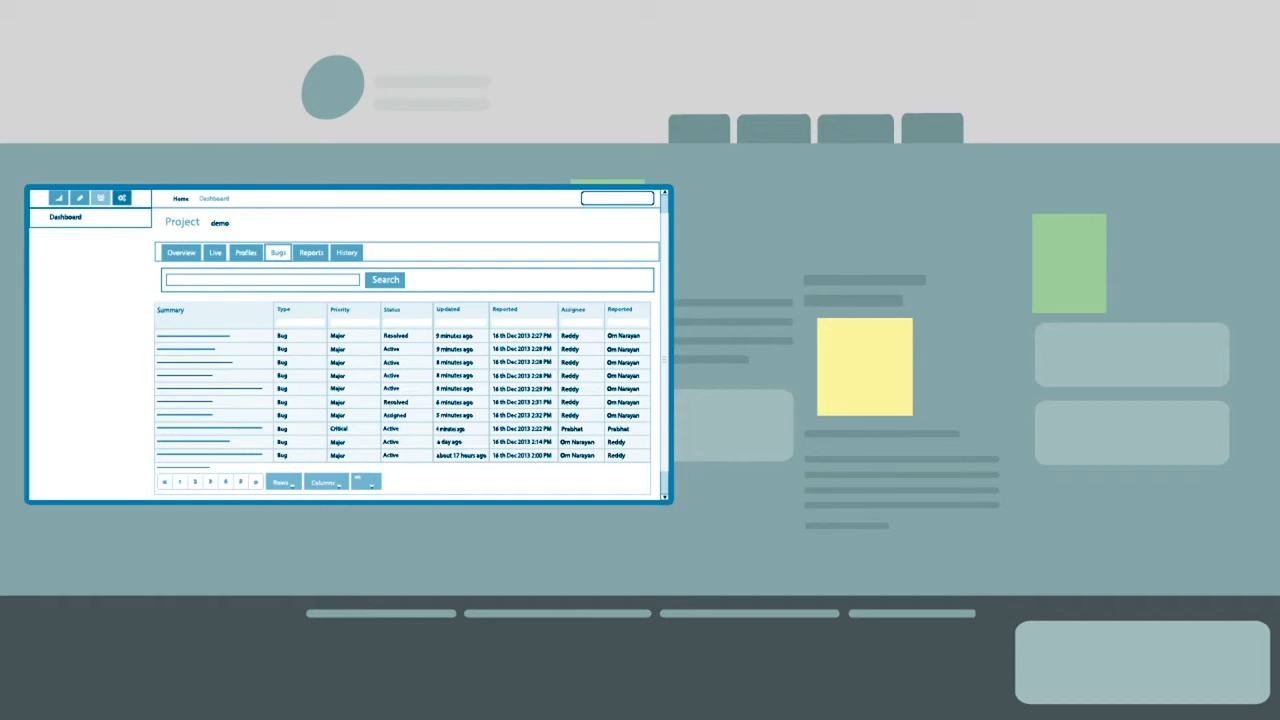 Home Dashboard
Dashboard
Project demo
Overview Live Profiles Bugs Reports History
Search
Summary Type Priority Status Updated Reported Assignee Reported
Bug Major Resolved 9 minutes ago 16 th Dec 2013 2:27 PM Reddy Om Narayan
Bug Major Active 9 minutes ago 16 th Dec 2013 2:28 PM Reddy Om Narayan
Bug Major Active 8 minutes ago 16 th Dec 2013 2:28 PM Reddy Om Narayan
Bug Major Active 8 minutes ago 16 th Dec 2013 2:28 PM Reddy Om Narayan
Bug Major Active 8 minutes ago 16 th Dec 2013 2:29 PM Reddy Om Narayan
Bug Major Resolved 6 minutes ago 16 th Dec 2013 2:31 PM Reddy Om Narayan
Bug Major Assigned 5 minutes ago 16 th Dec 2013 2:32 PM Reddy Om Narayan
Bug Critical Active 4 minutes ago 16 th Dec 2013 2:22 PM Prabhat Prabhat
Bug Major Active a day ago 16 th Dec 2013 2:14 PM Om Narayan Reddy
Bug Major Active about 17 hours ago 16 th Dec 2013 2:00 PM Om Narayan Reddy
« 1 2 3 4 5 » Rows Columns